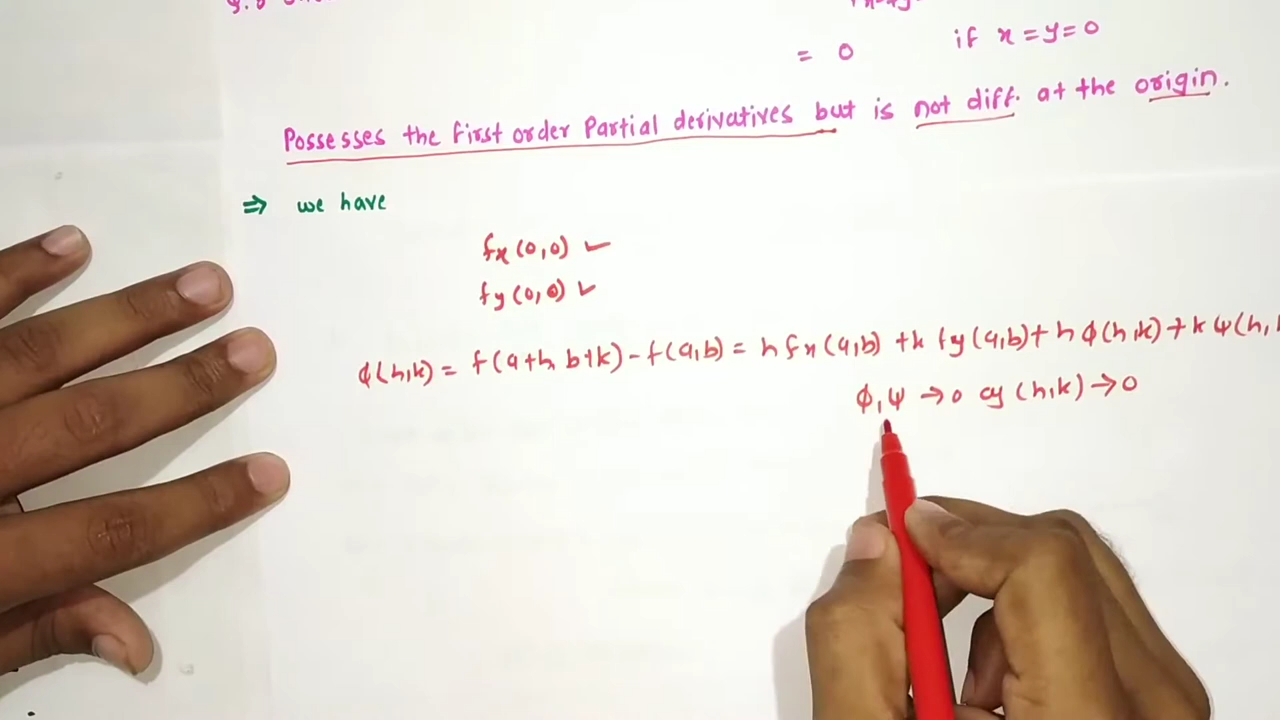 = 0 if x = y = 0
Possesses the first order Partial derivatives but is not diff. at the origin.
⇒ we have
fx (0,0) ✓
fy (0,0) ✓
ϕ(h,k) = f(a+h, b+k) - f(a,b) = h fx (a,b) + k fy (a,b) + h ϕ(h,k) + k ψ(h,
ϕ, ψ → 0 as (h,k) → 0